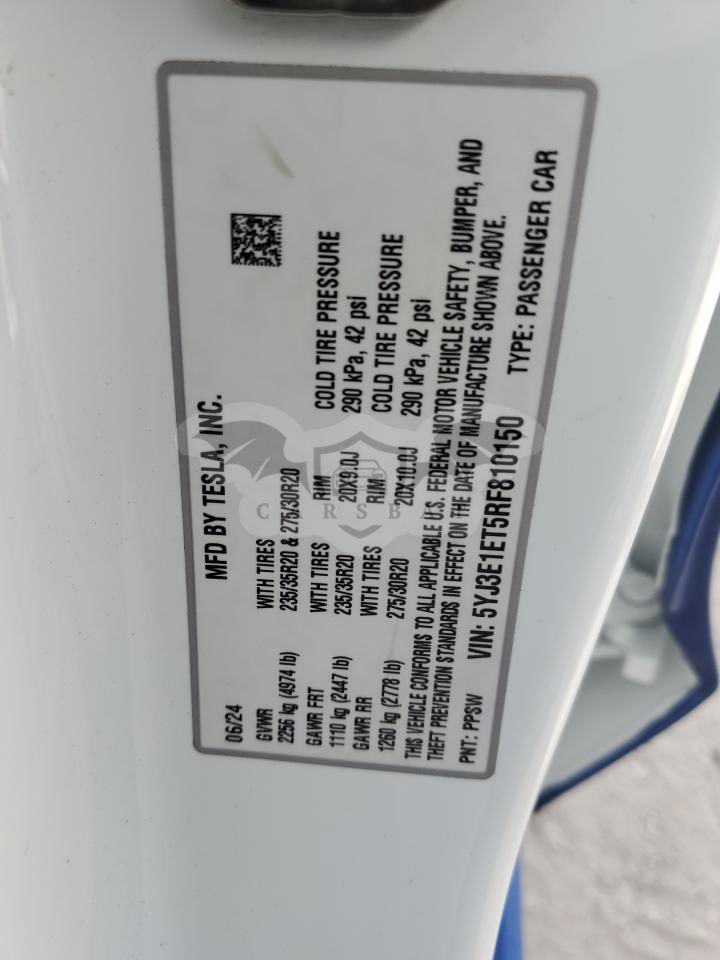 MFD BY TESLA, INC.
06/24
GVWR WITH TIRES
2256 kg (4974 lb) 235/35R20 & 275/30R20
GAWR FRT WITH TIRES RIM COLD TIRE PRESSURE
1110 kg (2447 lb) 235/35R20 20X9.0J 290 kPa, 42 psi
GAWR RR WITH TIRES RIM COLD TIRE PRESSURE
1260 kg (2778 lb) 275/30R20 20X10.0J 290 kPa, 42 psi
THIS VEHICLE CONFORMS TO ALL APPLICABLE U.S. FEDERAL MOTOR VEHICLE SAFETY, BUMPER, AND
THEFT PREVENTION STANDARDS IN EFFECT ON THE DATE OF MANUFACTURE SHOWN ABOVE.
PNT: PPSW VIN: 5YJ3E1ET5RF810150 TYPE: PASSENGER CAR